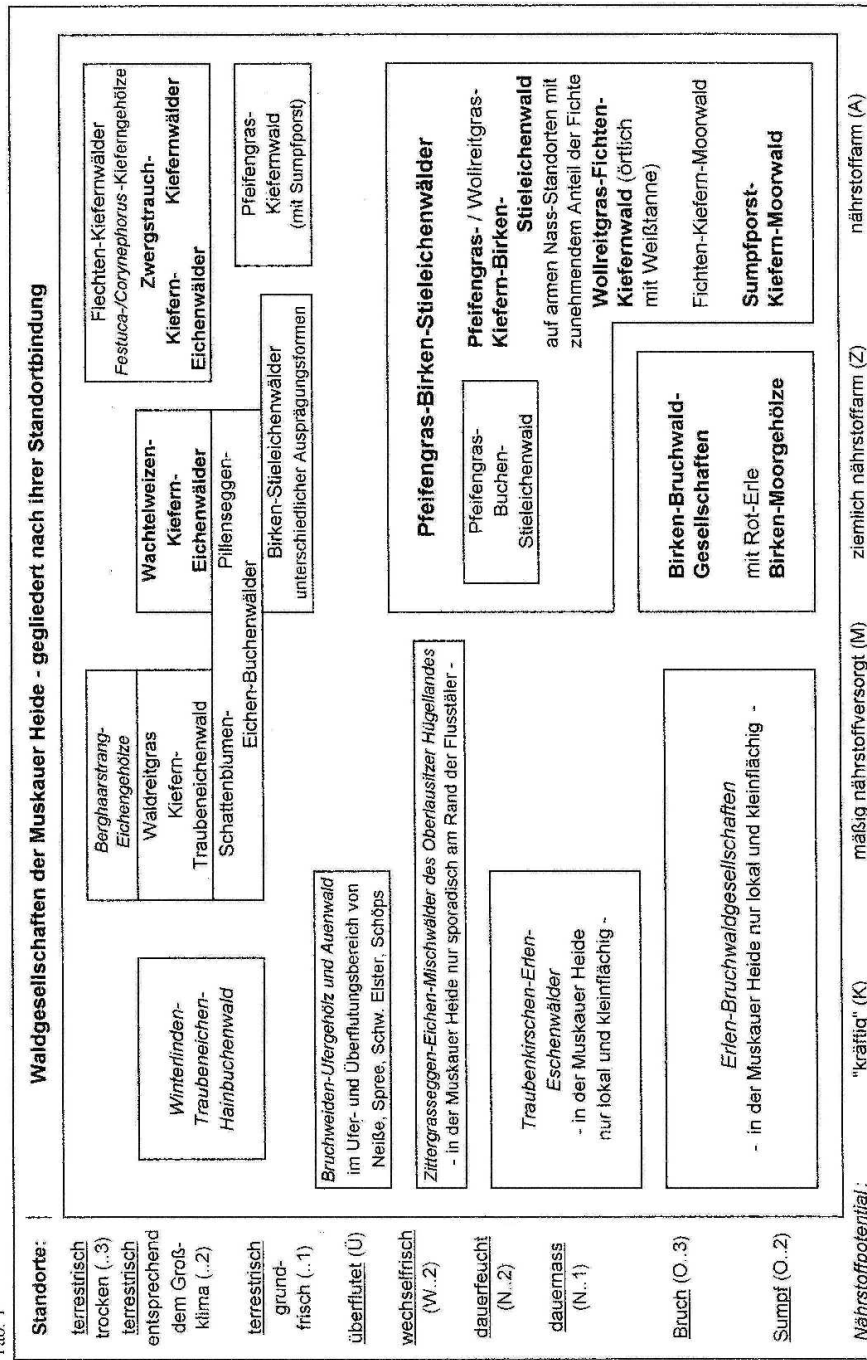 Tab. 1
Waldgesellschaften der Muskauer Heide - gegliedert nach ihrer Standortbindung
Standorte:
terrestrisch
trocken (..3)
terrestrisch
entsprechend
dem Groß-
klima (..2)
terrestrisch
grund-
frisch (..1)
überflutet (Ü)
wechselfrisch
(W..2)
dauerfeucht
(N..2)
dauernass
(N..1)
Bruch (O..3)
Sumpf (O..2)
Winterlinden-
Traubeneichen-
Hainbuchenwald
Berghaarstrang-
Eichengehölze
Waldreitgras
Kiefern-
Traubeneichenwald
Schattenblumen-
Pillenseggen-
Eichen-Buchenwälder
Wachtelweizen-
Kiefern-
Eichenwälder
Flechten-Kiefernwälder
Festuca-/Corynephorus-Kieferngehölze
Zwergstrauch-
Kiefern-
Kiefernwälder
Eichenwälder
Birken-Stieleichenwälder
unterschiedlicher Ausprägungsformen
Pfeifengras-
Kiefernwald
(mit Sumpfporst)
Bruchweiden-Ufergehölz und Auenwald
im Ufer- und Überflutungsbereich von
Neiße, Spree, Schw. Elster, Schöps
Zittergrasseggen-Eichen-Mischwälder des Oberlausitzer Hügellandes
- in der Muskauer Heide nur sporadisch am Rand der Flusstäler -
Traubenkirschen-Erlen-
Eschenwälder
- in der Muskauer Heide
nur lokal und kleinflächig -
Erlen-Bruchwaldgesellschaften
- in der Muskauer Heide nur lokal und kleinflächig -
Pfeifengras-Birken-Stieleichenwälder
Pfeifengras-
Buchen-
Stieleichenwald
Pfeifengras- / Wollreitgras-
Kiefern-Birken-
Stieleichenwald
auf armen Nass-Standorten mit
zunehmendem Anteil der Fichte
Wollreitgras-Fichten-
Kiefernwald (örtlich
mit Weißtanne)
Fichten-Kiefern-Moorwald
Sumpfporst-
Kiefern-Moorwald
Birken-Bruchwald-
Gesellschaften
mit Rot-Erle
Birken-Moorgehölze
Nährstoffpotential:
"kräftig" (K)
mäßig nährstoffversorgt (M)
ziemlich nährstoffarm (Z)
nährstoffarm (A)